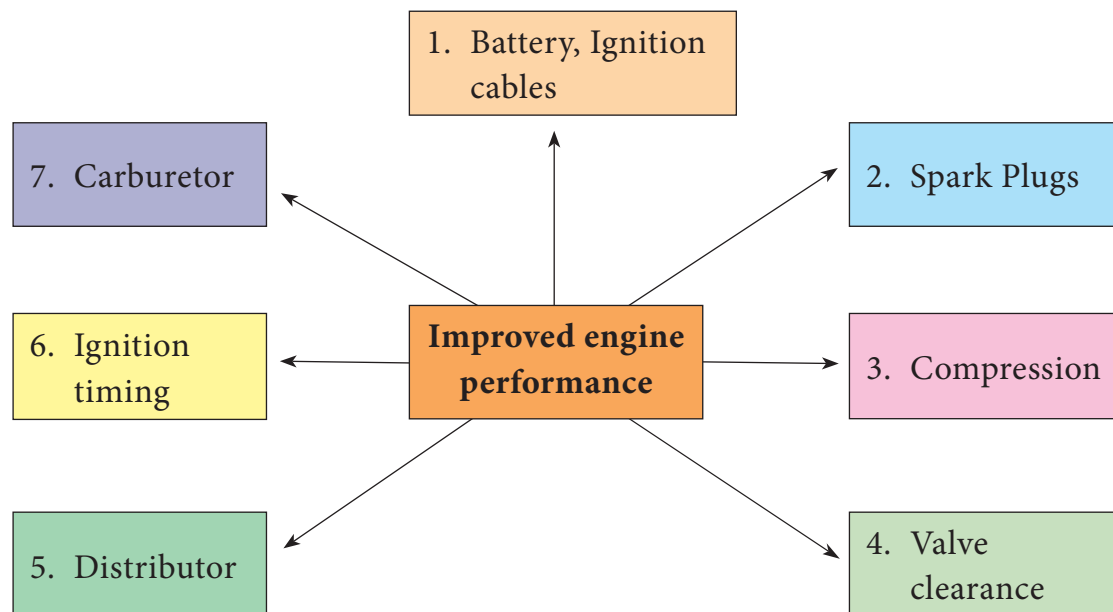 1. Battery, Ignition
cables
2. Spark Plugs
3. Compression
4. Valve
clearance
5. Distributor
6. Ignition
timing
7. Carburetor
Improved engine
performance